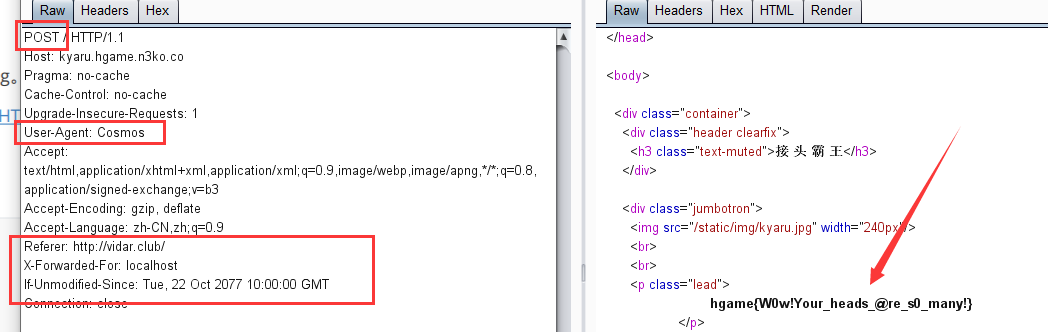 Raw Headers Hex
POST / HTTP/1.1
Host: kyaru.hgame.n3ko.co
Pragma: no-cache
Cache-Control: no-cache
Upgrade-Insecure-Requests: 1
User-Agent: Cosmos
Accept:
text/html,application/xhtml+xml,application/xml;q=0.9,image/webp,image/apng,*/*;q=0.8,
application/signed-exchange;v=b3
Accept-Encoding: gzip, deflate
Accept-Language: zh-CN,zh;q=0.9
Referer: http://vidar.club/
X-Forwarded-For: localhost
If-Unmodified-Since: Tue, 22 Oct 2077 10:00:00 GMT
Connection: close
g。
HT
Raw Headers Hex HTML Render
</head>
<body>
<div class="container">
<div class="header clearfix">
<h3 class="text-muted">接 头 霸 王</h3>
</div>
<div class="jumbotron">
<img src="/static/img/kyaru.jpg" width="240px"/>
<br>
<br>
<p class="lead">
hgame{W0w!Your_heads_@re_s0_many!}
</p>